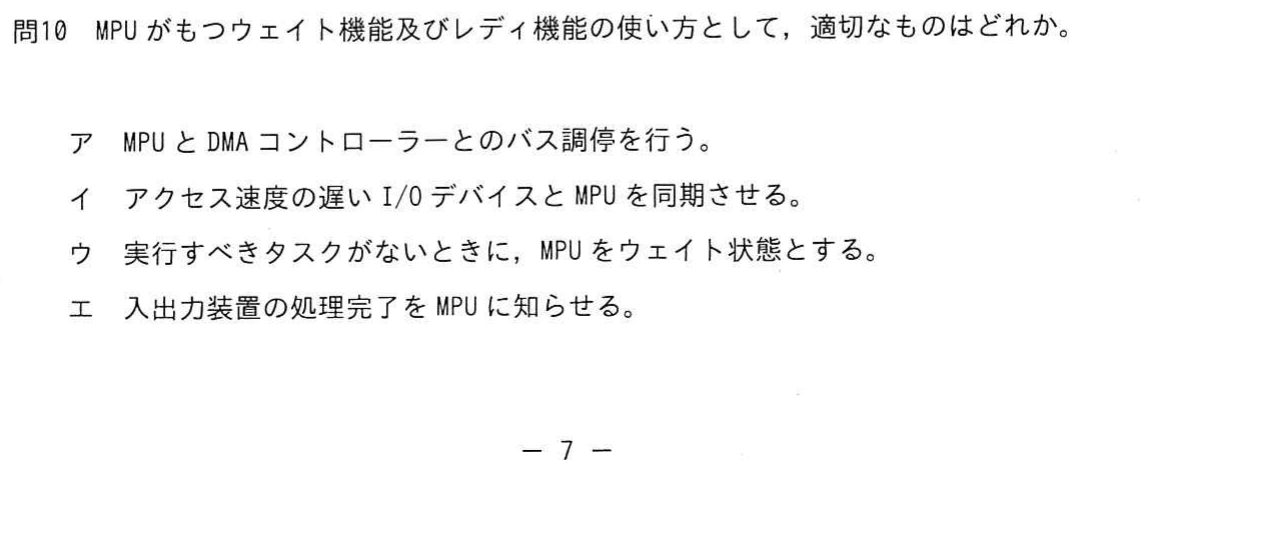 問10　MPU がもつウェイト機能及びレディ機能の使い方として，適切なものはどれか。
ア　MPU と DMA コントローラーとのバス調停を行う。
イ　アクセス速度の遅い I/O デバイスと MPU を同期させる。
ウ　実行すべきタスクがないときに，MPU をウェイト状態とする。
エ　入出力装置の処理完了を MPU に知らせる。
－ 7 －